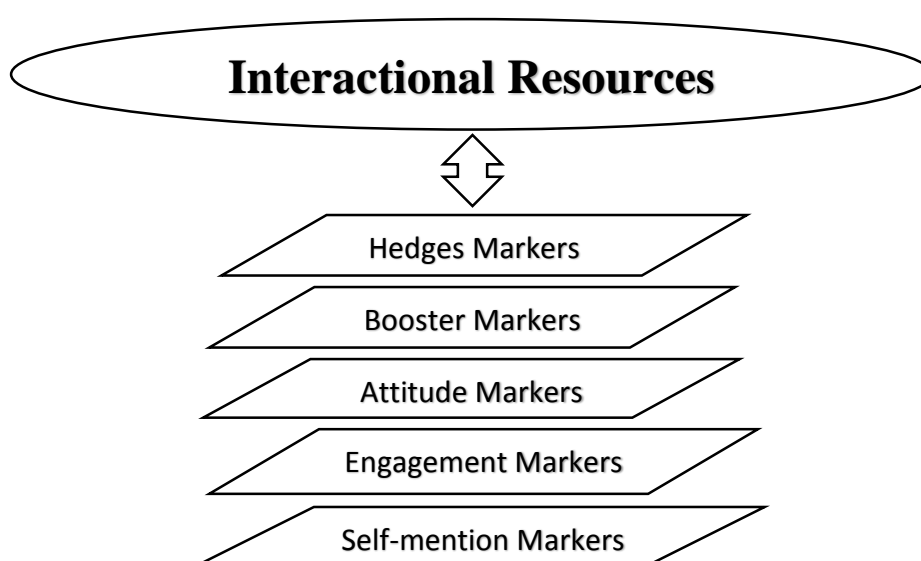 Interactional Resources
Hedges Markers
Booster Markers
Attitude Markers
Engagement Markers
Self-mention Markers